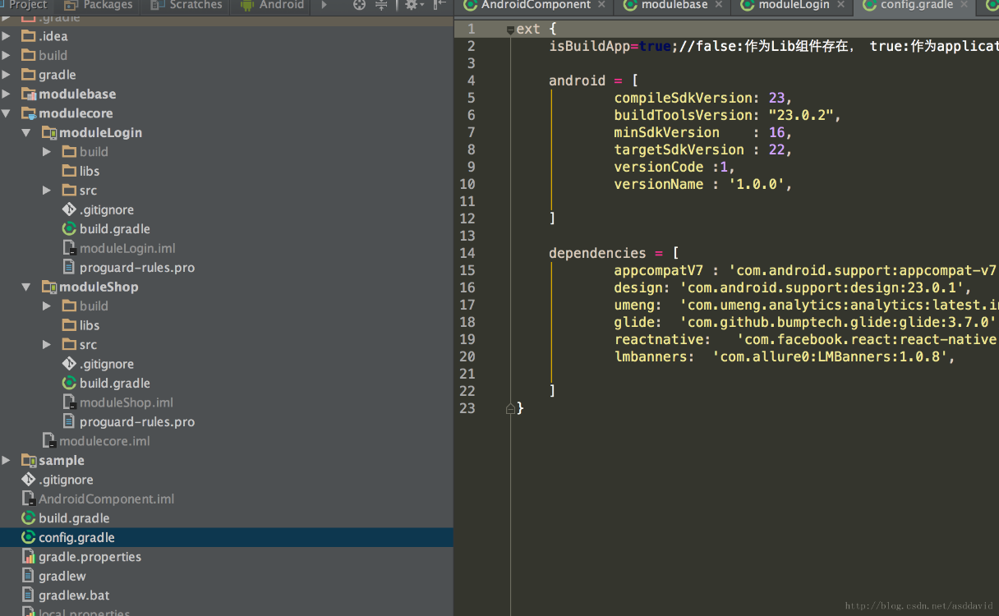 Project Packages Scratches Android
.gradle
.idea
build
gradle
modulebase
modulecore
moduleLogin
build
libs
src
.gitignore
build.gradle
moduleLogin.iml
proguard-rules.pro
moduleShop
build
libs
src
.gitignore
build.gradle
moduleShop.iml
proguard-rules.pro
modulecore.iml
sample
.gitignore
AndroidComponent.iml
build.gradle
config.gradle
gradle.properties
gradlew
gradlew.bat
local.properties
AndroidComponent × modulebase × moduleLogin × config.gradle ×
1 ext {
2 isBuildApp=true;//false:作为Lib组件存在， true:作为applicat
3
4 android = [
5 compileSdkVersion: 23,
6 buildToolsVersion: "23.0.2",
7 minSdkVersion : 16,
8 targetSdkVersion : 22,
9 versionCode :1,
10 versionName : '1.0.0',
11
12 ]
13
14 dependencies = [
15 appcompatV7 : 'com.android.support:appcompat-v7
16 design: 'com.android.support:design:23.0.1',
17 umeng: 'com.umeng.analytics:analytics:latest.in
18 glide: 'com.github.bumptech.glide:glide:3.7.0'
19 reactnative: 'com.facebook.react:react-native
20 lmbanners: 'com.allure0:LMBanners:1.0.8',
21
22 ]
23 }
http://blog.csdn.net/asddavid